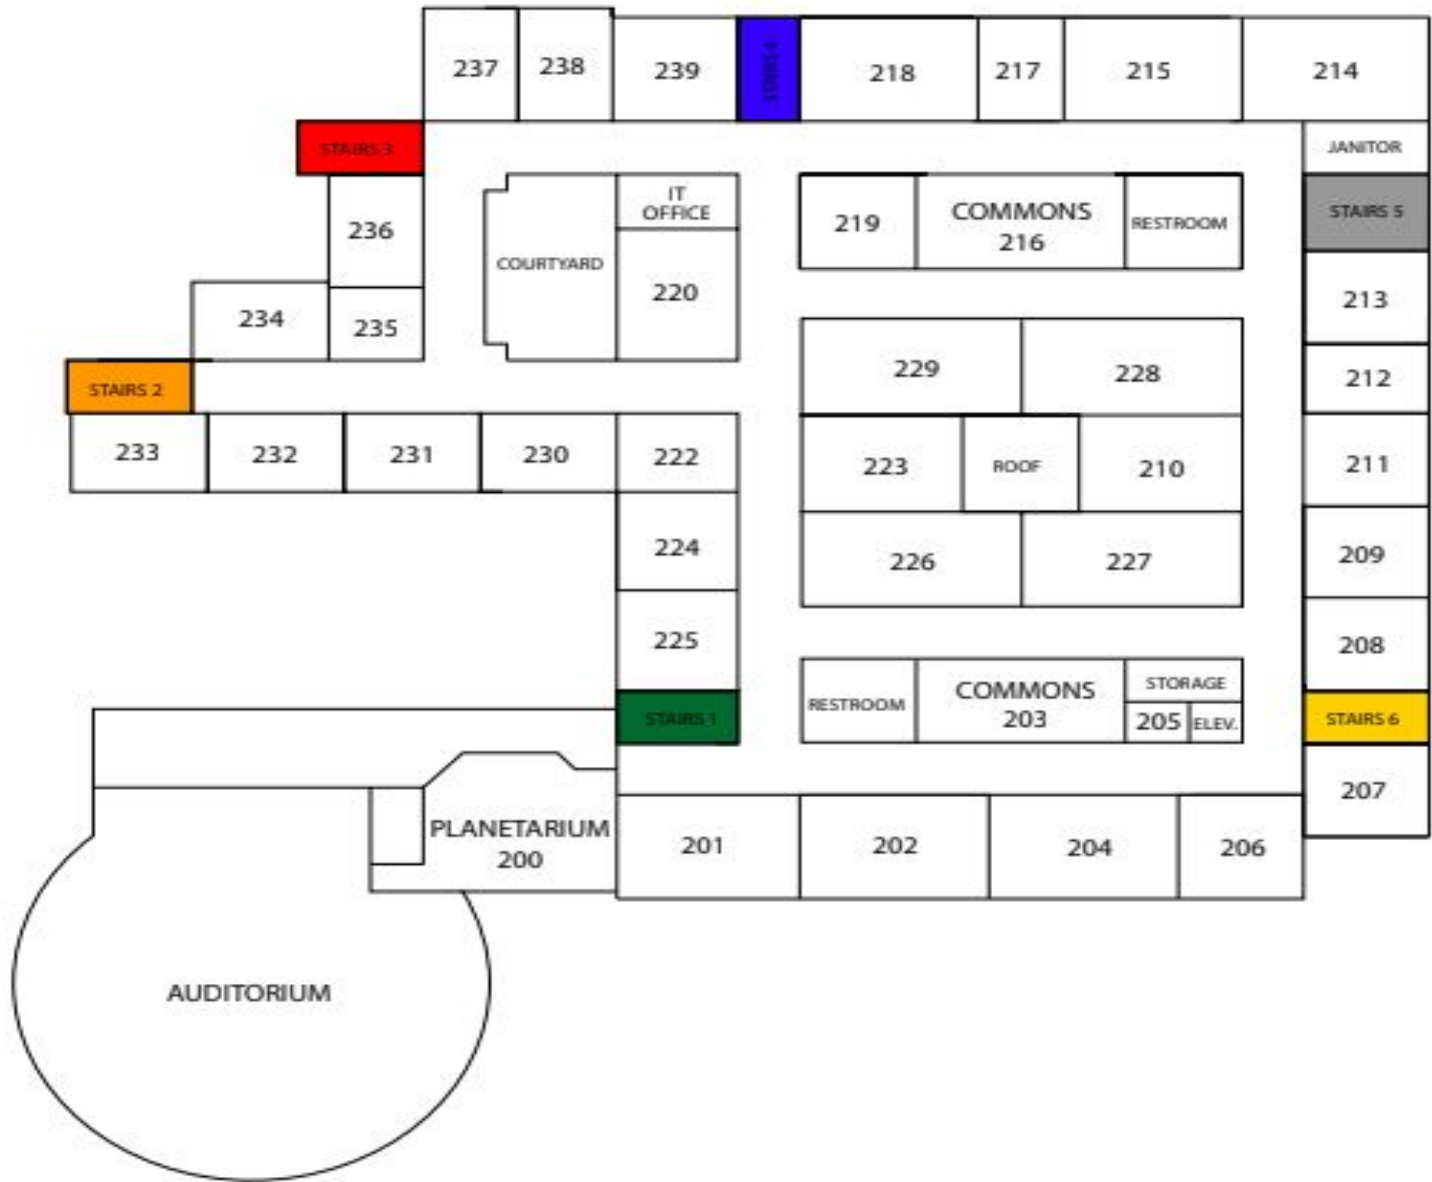 237
238
239
STAIRS 4
218
217
215
214
STAIRS 3
JANITOR
236
COURTYARD
IT
OFFICE
220
219
COMMONS
216
RESTROOM
STAIRS 5
213
234
235
229
228
212
STAIRS 2
233
232
231
230
222
223
ROOF
210
211
224
226
227
209
225
208
STAIRS 1
RESTROOM
COMMONS
203
STORAGE
205
ELEV.
STAIRS 6
207
PLANETARIUM
200
201
202
204
206
AUDITORIUM